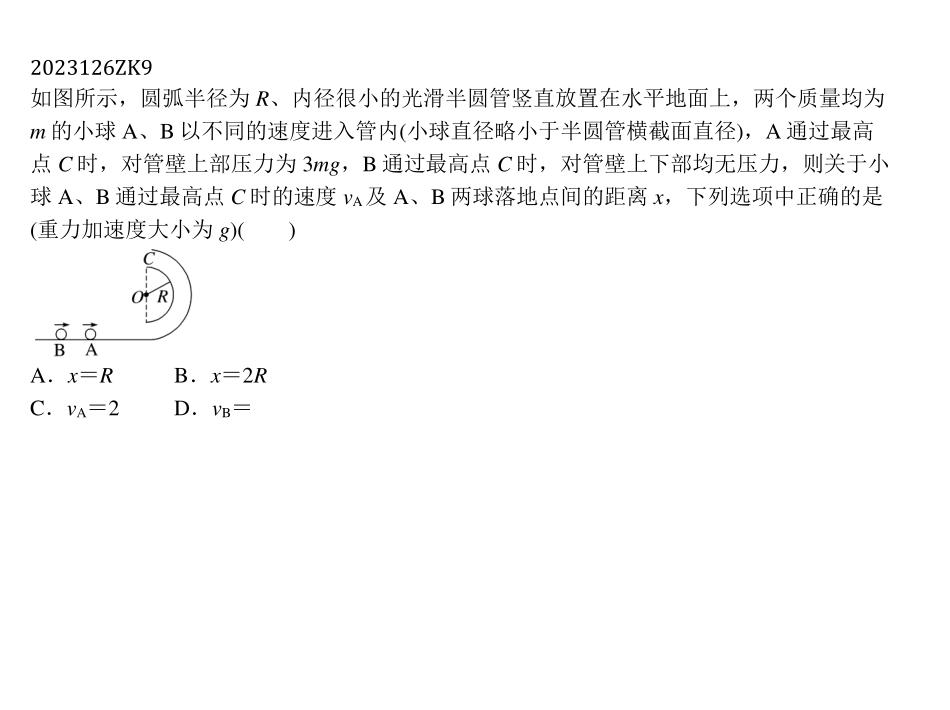 2023126ZK9
如图所示，圆弧半径为 R、内径很小的光滑半圆管竖直放置在水平地面上，两个质量均为
m 的小球 A、B 以不同的速度进入管内(小球直径略小于半圆管横截面直径)，A 通过最高
点 C 时，对管壁上部压力为 3mg，B 通过最高点 C 时，对管壁上下部均无压力，则关于小
球 A、B 通过最高点 C 时的速度 vA 及 A、B 两球落地点间的距离 x，下列选项中正确的是
(重力加速度大小为 g)(　　)
C
O R
B A
A．x＝R B．x＝2R
C．vA＝2 D．vB＝